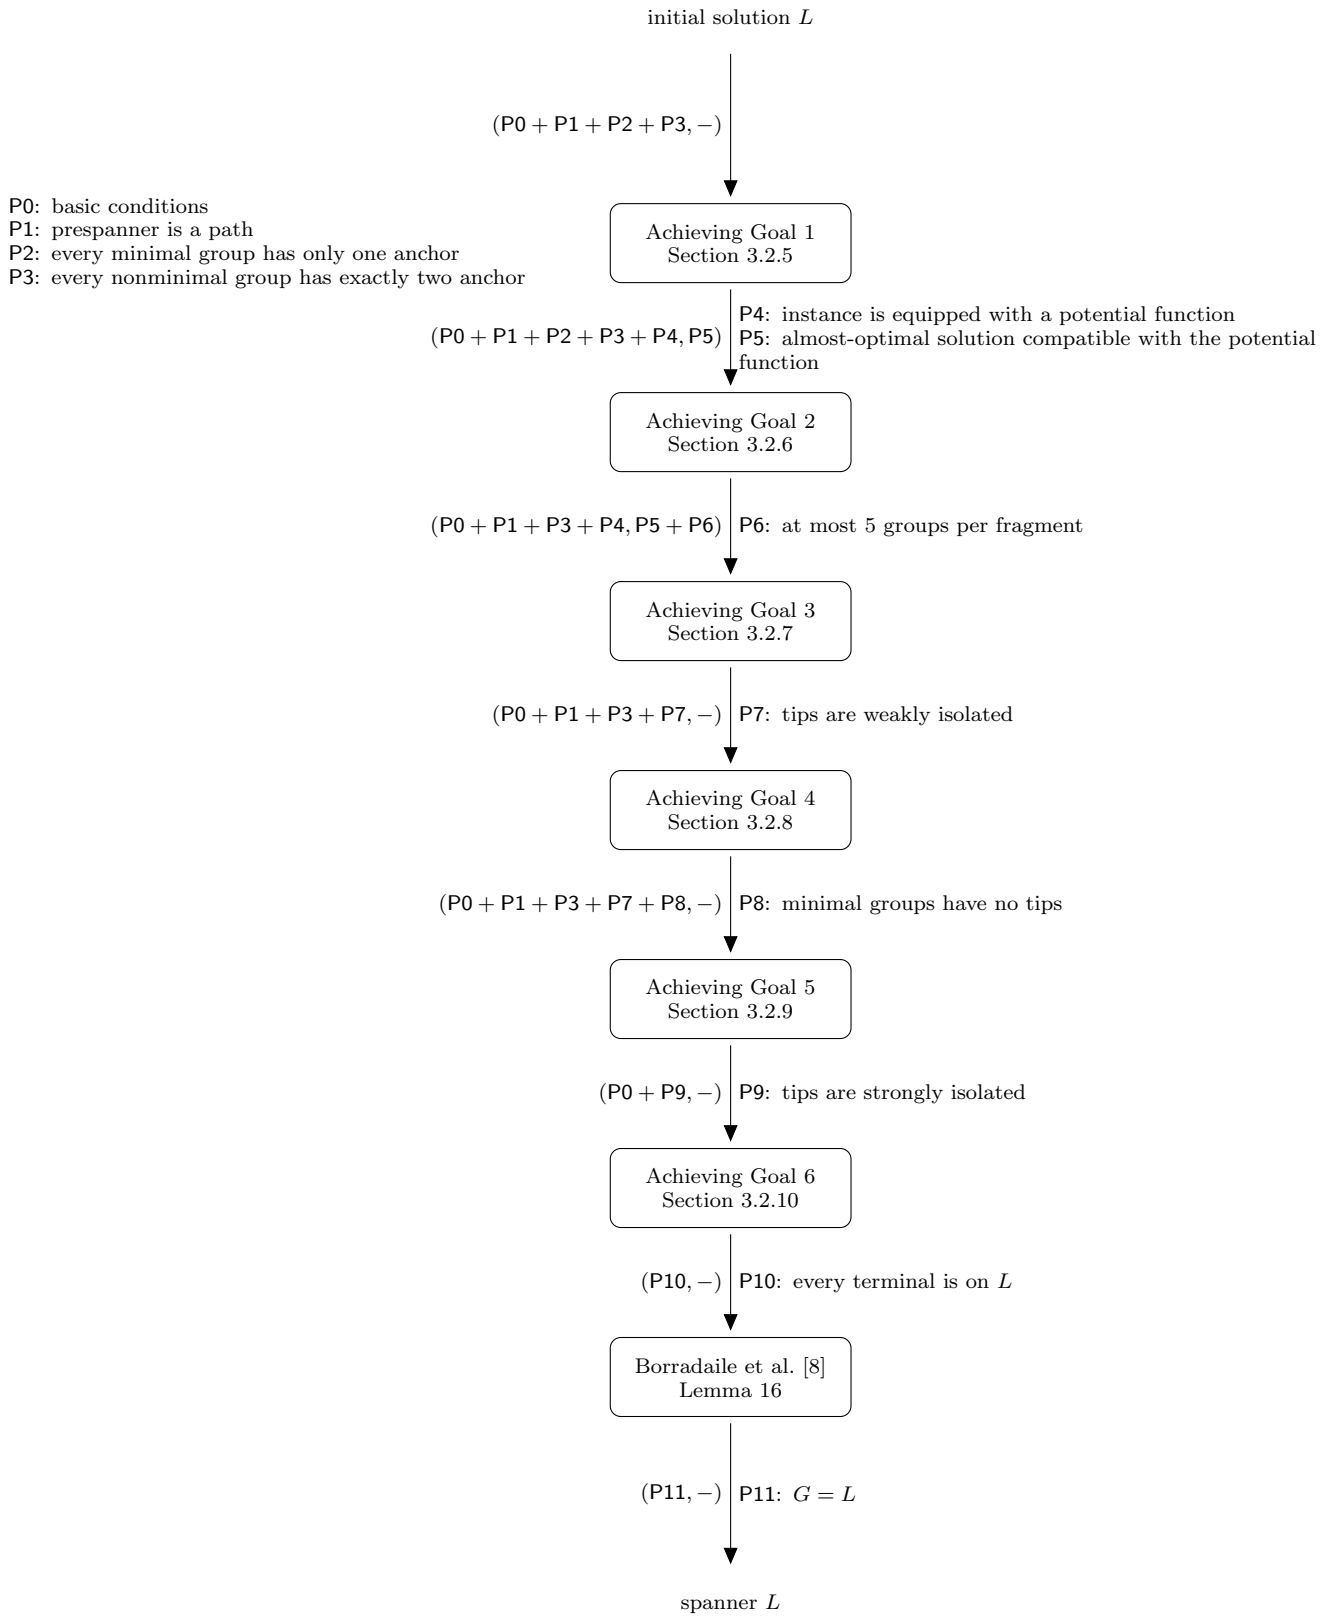 initial solution L
(P0 + P1 + P2 + P3, −)
P0: basic conditions
P1: prespanner is a path
P2: every minimal group has only one anchor
P3: every nonminimal group has exactly two anchor
Achieving Goal 1
Section 3.2.5
(P0 + P1 + P2 + P3 + P4, P5)
P4: instance is equipped with a potential function
P5: almost-optimal solution compatible with the potential
function
Achieving Goal 2
Section 3.2.6
(P0 + P1 + P3 + P4, P5 + P6)
P6: at most 5 groups per fragment
Achieving Goal 3
Section 3.2.7
(P0 + P1 + P3 + P7, −)
P7: tips are weakly isolated
Achieving Goal 4
Section 3.2.8
(P0 + P1 + P3 + P7 + P8, −)
P8: minimal groups have no tips
Achieving Goal 5
Section 3.2.9
(P0 + P9, −)
P9: tips are strongly isolated
Achieving Goal 6
Section 3.2.10
(P10, −)
P10: every terminal is on L
Borradaile et al. [8]
Lemma 16
(P11, −)
P11: G = L
spanner L